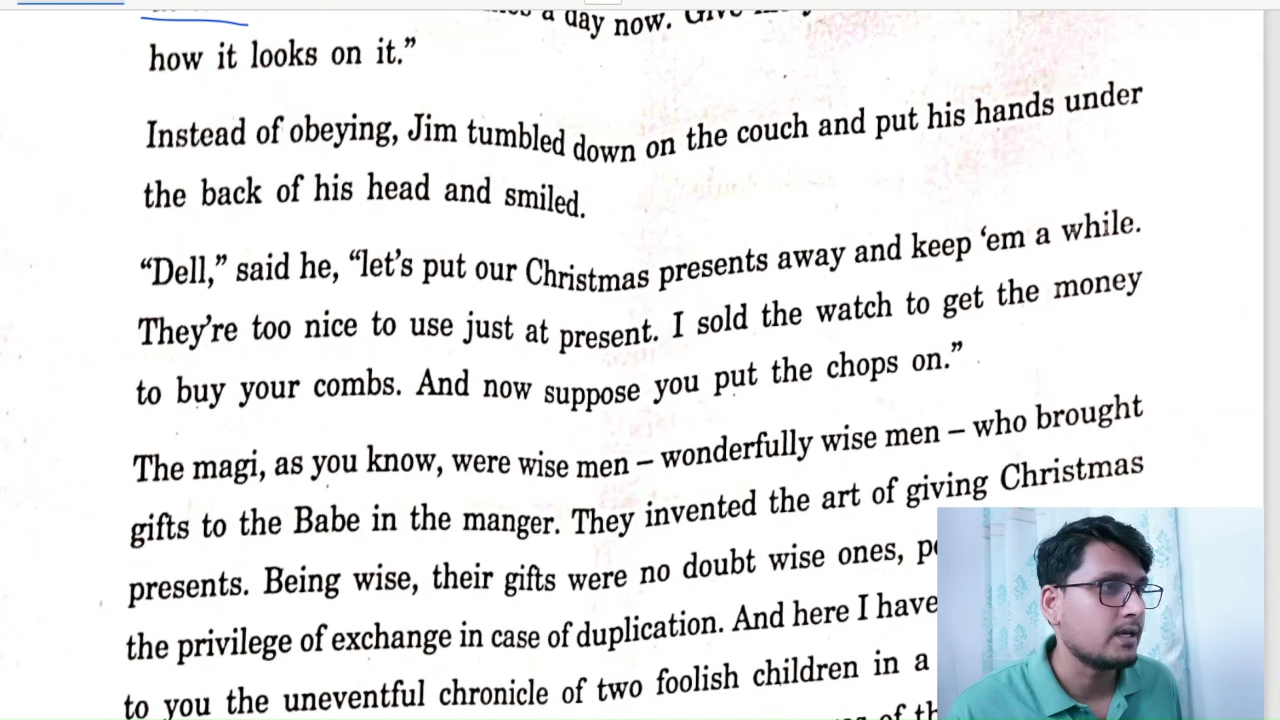 a day now.
how it looks on it.”
Instead of obeying, Jim tumbled down on the couch and put his hands under
the back of his head and smiled.
“Dell,” said he, “let’s put our Christmas presents away and keep ‘em a while.
They’re too nice to use just at present. I sold the watch to get the money
to buy your combs. And now suppose you put the chops on.”
The magi, as you know, were wise men – wonderfully wise men – who brought
gifts to the Babe in the manger. They invented the art of giving Christmas
presents. Being wise, their gifts were no doubt wise ones,
the privilege of exchange in case of duplication. And here I have
to you the uneventful chronicle of two foolish children in a
of